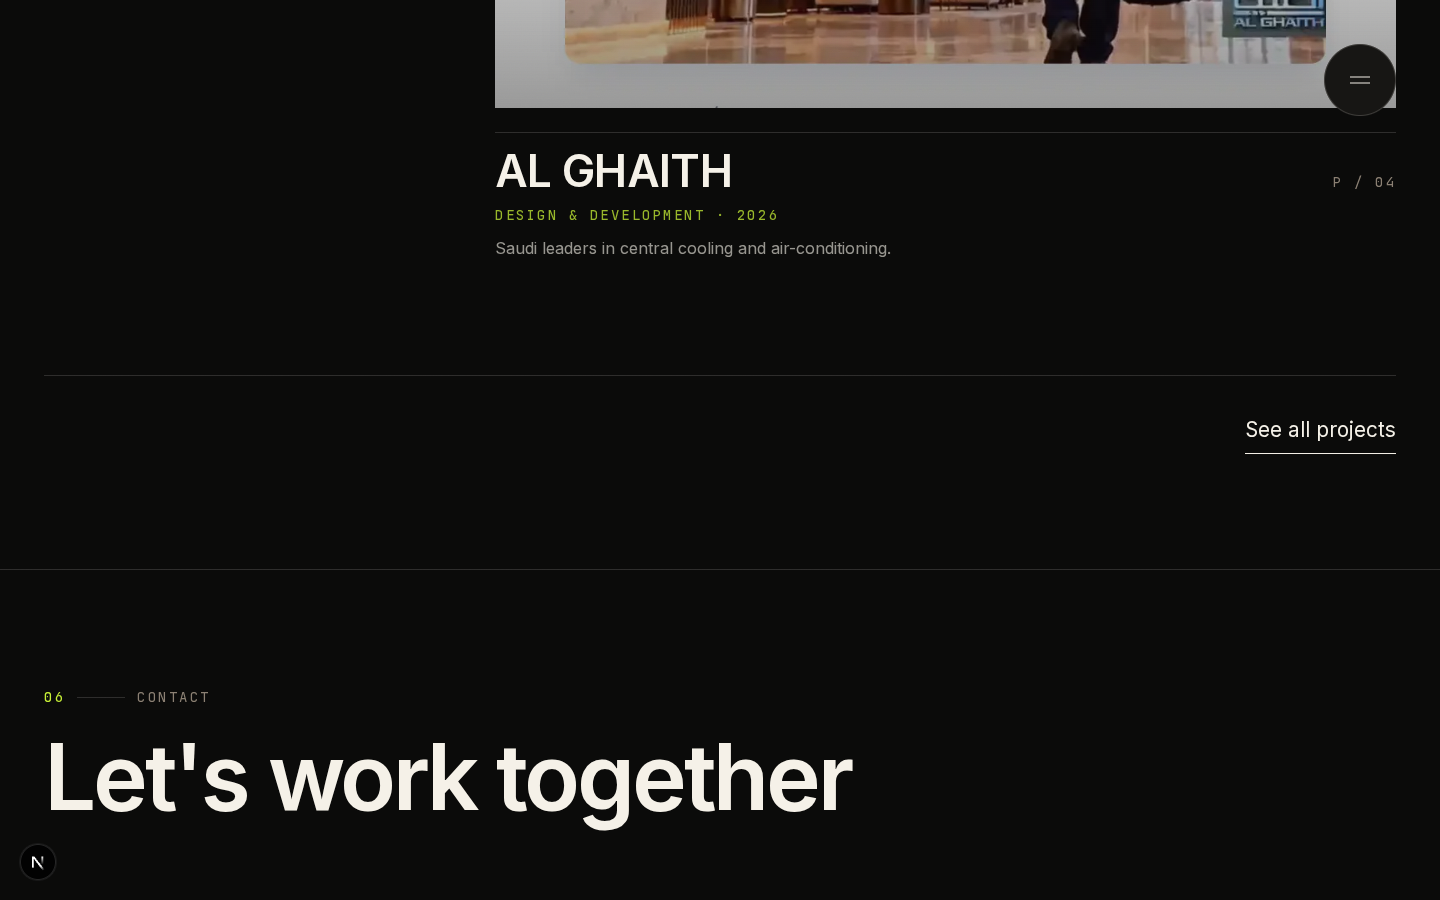 AL GHAITH
AL GHAITH
P / 04
DESIGN & DEVELOPMENT · 2026
Saudi leaders in central cooling and air-conditioning.
See all projects
06
CONTACT
Let's work together
N